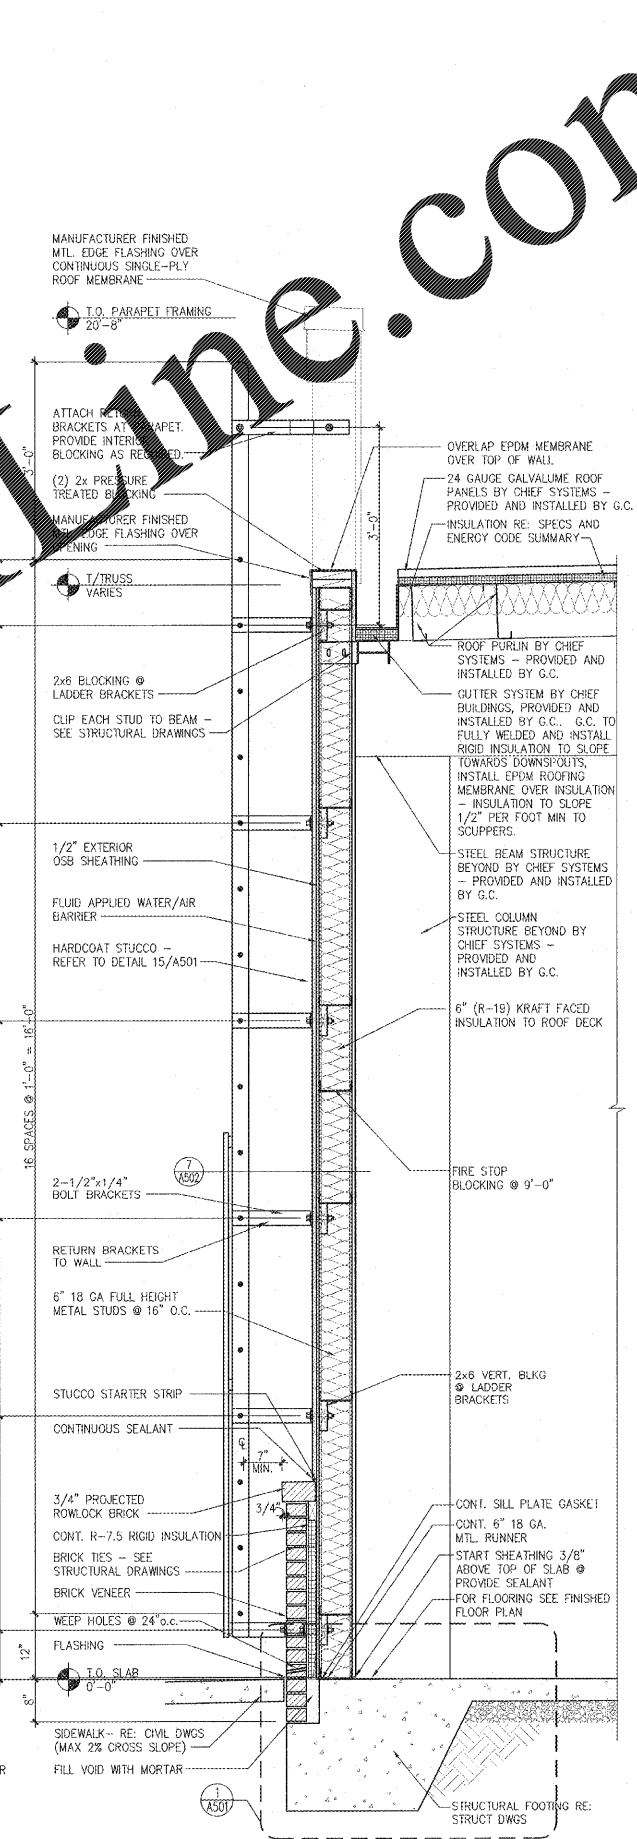 Line.com
MANUFACTURER FINISHED
MTL. EDGE FLASHING OVER
CONTINUOUS SINGLE-PLY
ROOF MEMBRANE
T.O. PARAPET FRAMING
20'-8"
ATTACH
BRACKETS AT PARAPET.
PROVIDE INTERIOR
BLOCKING AS REQUIRED.
3'-0"
(2) 2x PRESSURE
TREATED BLOCKING
MANUFACTURER FINISHED
MTL. EDGE FLASHING OVER
OPENING
T/TRUSS
VARIES
2x6 BLOCKING @
LADDER BRACKETS
CLIP EACH STUD TO BEAM -
SEE STRUCTURAL DRAWINGS
1/2" EXTERIOR
OSB SHEATHING
FLUID APPLIED WATER/AIR
BARRIER
HARDCOAT STUCCO -
REFER TO DETAIL 15/A501
16 SPACES @ 1'-0" = 16'-0"
7
A502
2-1/2"x1/4"
BOLT BRACKETS
RETURN BRACKETS
TO WALL
6" 18 GA FULL HEIGHT
METAL STUDS @ 16" O.C.
STUCCO STARTER STRIP
CONTINUOUS SEALANT
7"
MIN.
3/4" PROJECTED
ROWLOCK BRICK
3/4"
CONT. R-7.5 RIGID INSULATION
BRICK TIES - SEE
STRUCTURAL DRAWINGS
BRICK VENEER
WEEP HOLES @ 24"o.c.
FLASHING
12"
T.O. SLAB
0'-0"
8"
SIDEWALK- RE: CIVIL DWGS
(MAX 2% CROSS SLOPE)
FILL VOID WITH MORTAR
R
1
A501
3'-0"
OVERLAP EPDM MEMBRANE
OVER TOP OF WALL
24 GAUGE GALVALUME ROOF
PANELS BY CHIEF SYSTEMS -
PROVIDED AND INSTALLED BY G.C.
INSULATION RE: SPECS AND
ENERGY CODE SUMMARY
ROOF PURLIN BY CHIEF
SYSTEMS - PROVIDED AND
INSTALLED BY G.C.
GUTTER SYSTEM BY CHIEF
BUILDINGS, PROVIDED AND
INSTALLED BY G.C.. G.C. TO
FULLY WELDED AND INSTALL
RIGID INSULATION TO SLOPE
TOWARDS DOWNSPOUTS,
INSTALL EPDM ROOFING
MEMBRANE OVER INSULATION
- INSULATION TO SLOPE
1/2" PER FOOT MIN TO
SCUPPERS.
STEEL BEAM STRUCTURE
BEYOND BY CHIEF SYSTEMS
- PROVIDED AND INSTALLED
BY G.C.
STEEL COLUMN
STRUCTURE BEYOND BY
CHIEF SYSTEMS -
PROVIDED AND
INSTALLED BY G.C.
6" (R-19) KRAFT FACED
INSULATION TO ROOF DECK
FIRE STOP
BLOCKING @ 9'-0"
2x6 VERT. BLKG
@ LADDER
BRACKETS
CONT. SILL PLATE GASKET
CONT. 6" 18 GA.
MTL. RUNNER
START SHEATHING 3/8"
ABOVE TOP OF SLAB @
PROVIDE SEALANT
FOR FLOORING SEE FINISHED
FLOOR PLAN
STRUCTURAL FOOTING RE:
STRUCT DWGS